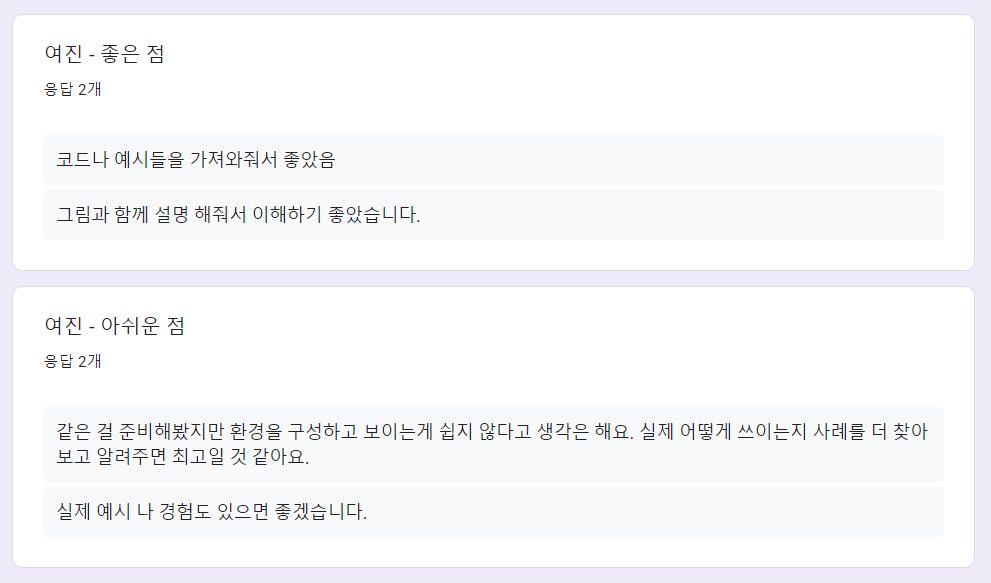 여진 - 좋은 점
응답 2개
코드나 예시들을 가져와줘서 좋았음
그림과 함께 설명 해줘서 이해하기 좋았습니다.
여진 - 아쉬운 점
응답 2개
같은 걸 준비해봤지만 환경을 구성하고 보이는게 쉽지 않다고 생각은 해요. 실제 어떻게 쓰이는지 사례를 더 찾아
보고 알려주면 최고일 것 같아요.
실제 예시 나 경험도 있으면 좋겠습니다.